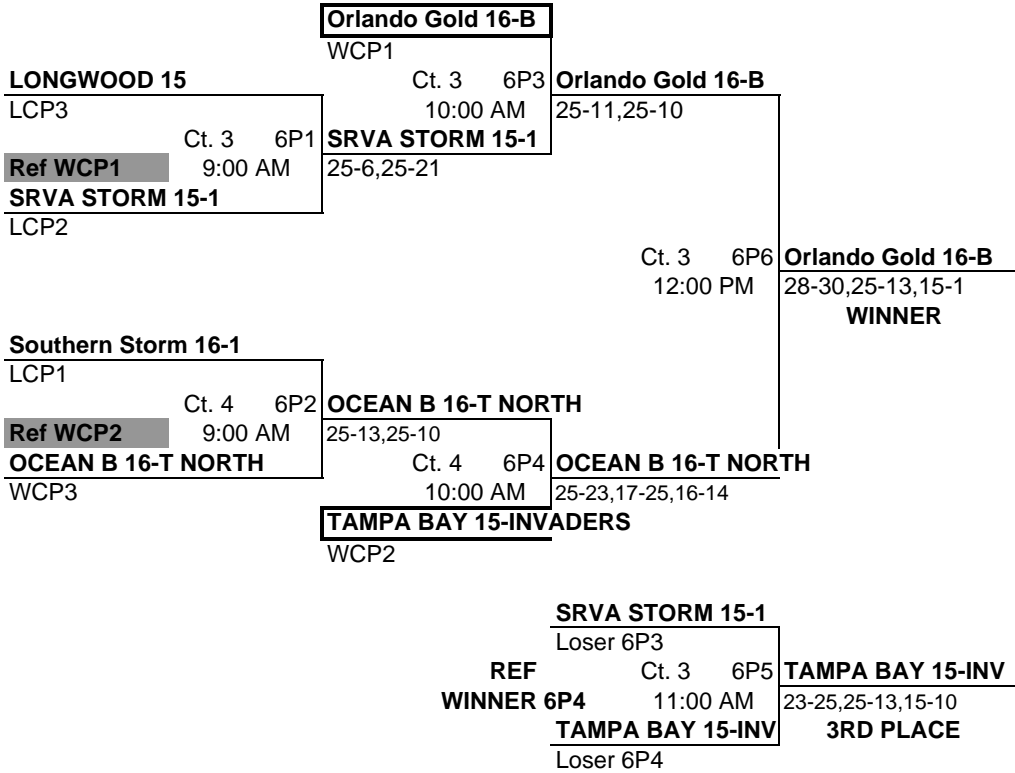 Orlando Gold 16-B
WCP1
LONGWOOD 15 Ct. 3 6P3 Orlando Gold 16-B
LCP3 10:00 AM 25-11,25-10
Ct. 3 6P1 SRVA STORM 15-1
Ref WCP1 9:00 AM 25-6,25-21
SRVA STORM 15-1
LCP2
Ct. 3 6P6 Orlando Gold 16-B
12:00 PM 28-30,25-13,15-1
WINNER
Southern Storm 16-1
LCP1
Ct. 4 6P2 OCEAN B 16-T NORTH
Ref WCP2 9:00 AM 25-13,25-10
OCEAN B 16-T NORTH Ct. 4 6P4 OCEAN B 16-T NORTH
WCP3 10:00 AM 25-23,17-25,16-14
TAMPA BAY 15-INVADERS
WCP2
SRVA STORM 15-1
Loser 6P3
REF Ct. 3 6P5 TAMPA BAY 15-INV
WINNER 6P4 11:00 AM 23-25,25-13,15-10
TAMPA BAY 15-INV 3RD PLACE
Loser 6P4